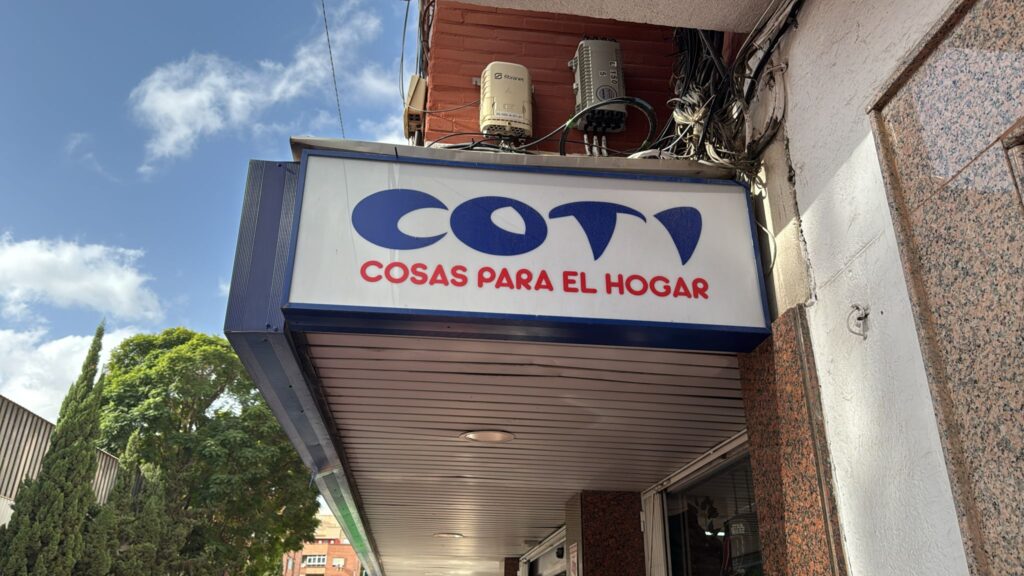 COTI
COSAS PARA EL HOGAR